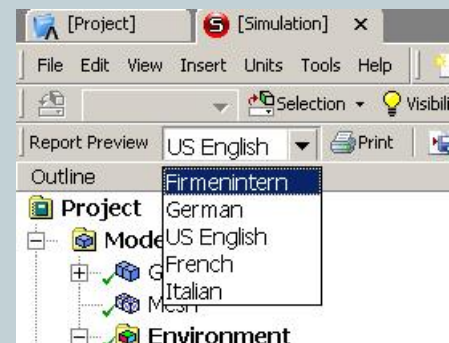 [Project] [Simulation]
File Edit View Insert Units Tools Help
Selection
Report Preview US English Print
Outline Firmenintern
Project German
US English
French
Italian
Environment